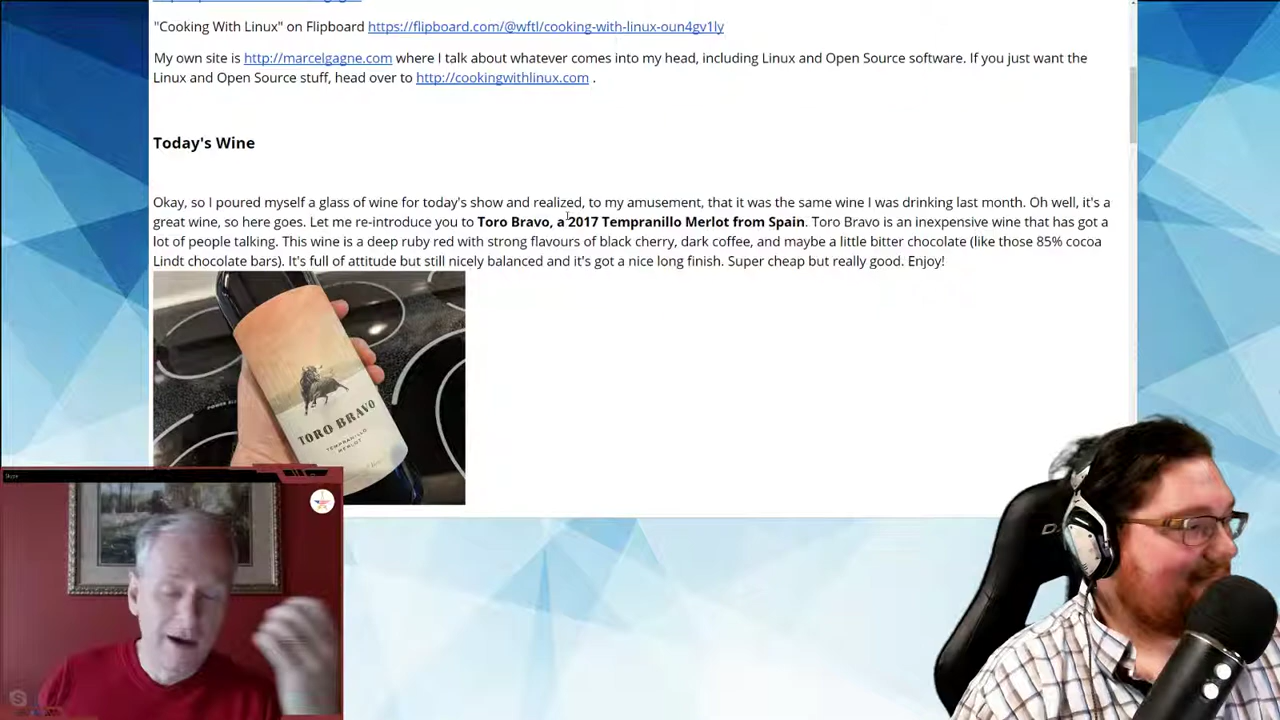 "Cooking With Linux" on Flipboard https://flipboard.com/@wftl/cooking-with-linux-oun4gv1ly
My own site is http://marcelgagne.com where I talk about whatever comes into my head, including Linux and Open Source software. If you just want the
Linux and Open Source stuff, head over to http://cookingwithlinux.com .
Today's Wine
Okay, so I poured myself a glass of wine for today's show and realized, to my amusement, that it was the same wine I was drinking last month. Oh well, it's a
great wine, so here goes. Let me re-introduce you to Toro Bravo, a 2017 Tempranillo Merlot from Spain. Toro Bravo is an inexpensive wine that has got a
lot of people talking. This wine is a deep ruby red with strong flavours of black cherry, dark coffee, and maybe a little bitter chocolate (like those 85% cocoa
Lindt chocolate bars). It's full of attitude but still nicely balanced and it's got a nice long finish. Super cheap but really good. Enjoy!
TORO BRAVO
TEMPRANILLO
MERLOT